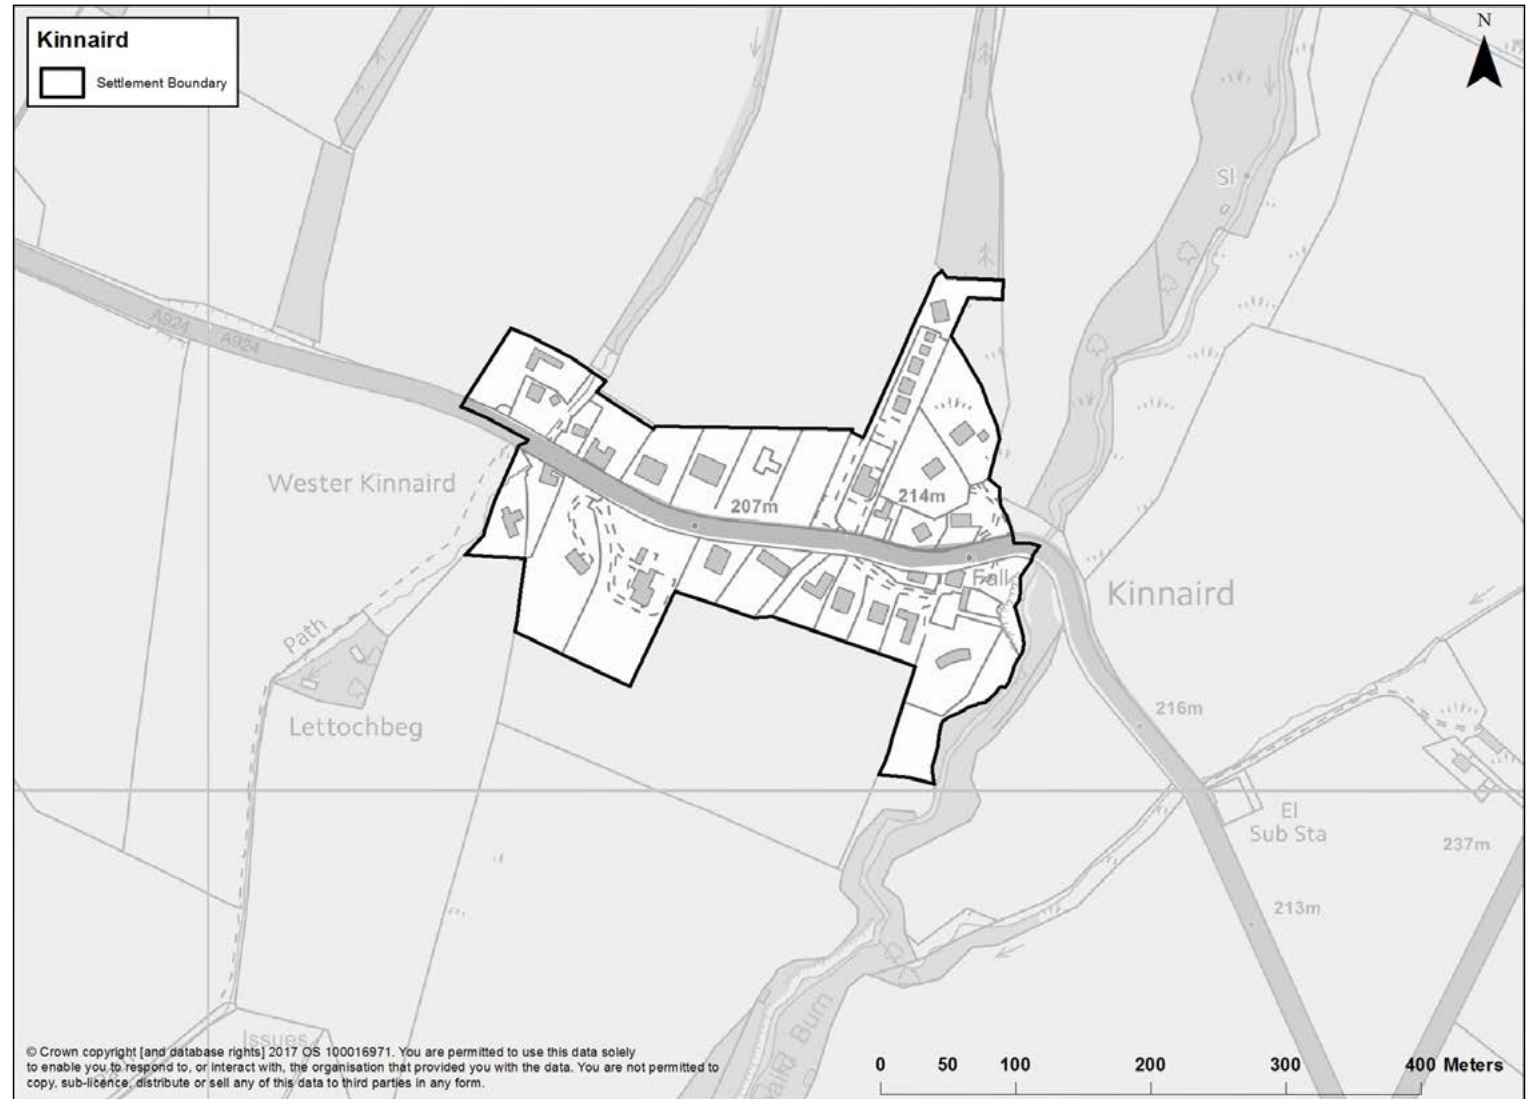 Kinnaird
Settlement Boundary
N
Sl
A924
A924
Wester Kinnaird
207m
214m
Fall
Kinnaird
Path
Lettochbeg
216m
El
Sub Sta
237m
213m
Burn
Issues
© Crown copyright [and database rights] 2017 OS 100016971. You are permitted to use this data solely
to enable you to respond to, or interact with, the organisation that provided you with the data. You are not permitted to
copy, sub-licence, distribute or sell any of this data to third parties in any form.
0 50 100 200 300 400 Meters